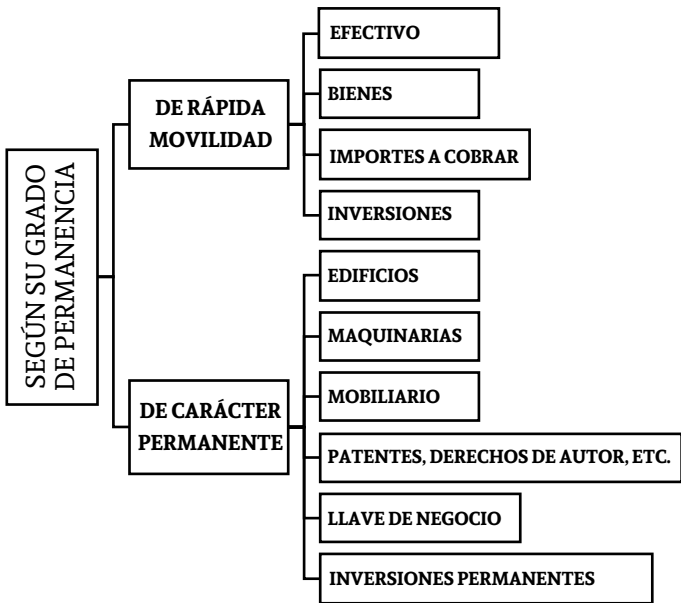 SEGÚN SU GRADO
DE PERMANENCIA
DE RÁPIDA
MOVILIDAD
EFECTIVO
BIENES
IMPORTES A COBRAR
INVERSIONES
DE CARÁCTER
PERMANENTE
EDIFICIOS
MAQUINARIAS
MOBILIARIO
PATENTES, DERECHOS DE AUTOR, ETC.
LLAVE DE NEGOCIO
INVERSIONES PERMANENTES